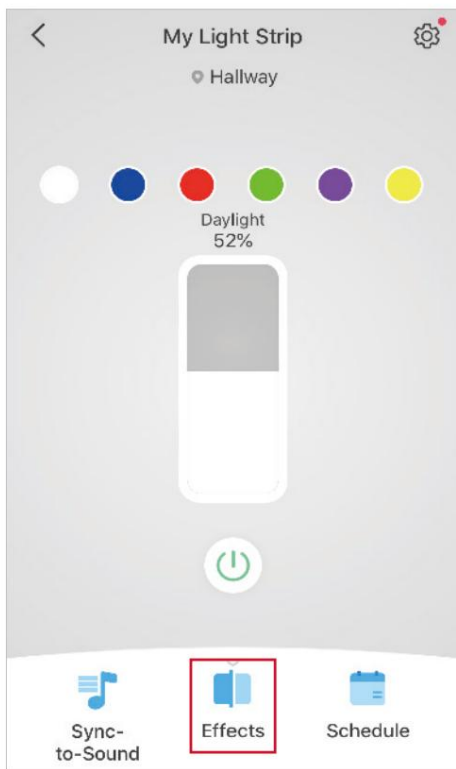 My Light Strip
Hallway
Daylight
52%
Sync-
to-Sound
Effects
Schedule